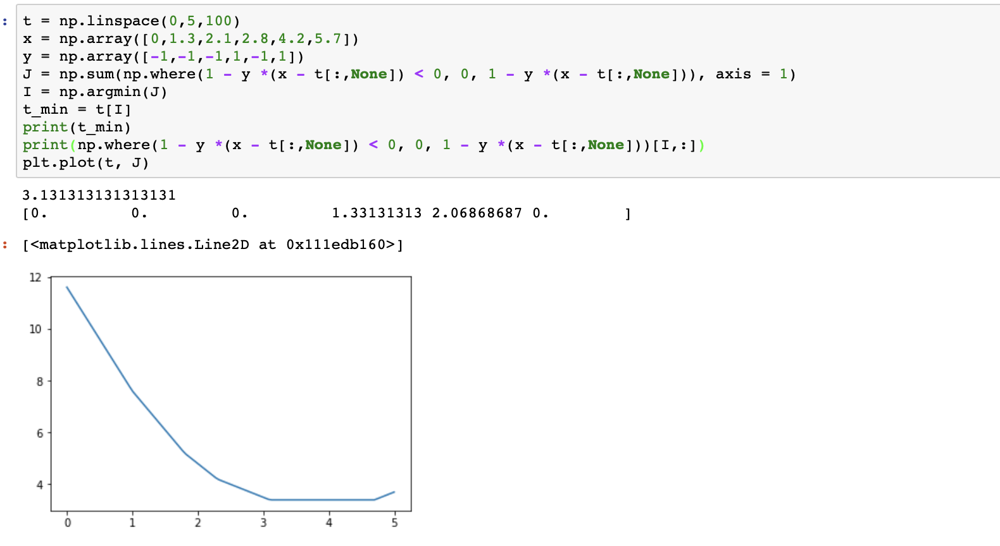 :
t = np.linspace(0,5,100)
x = np.array([0,1.3,2.1,2.8,4.2,5.7])
y = np.array([-1,-1,-1,1,-1,1])
J = np.sum(np.where(1 - y *(x - t[:,None]) < 0, 0, 1 - y *(x - t[:,None])), axis = 1)
I = np.argmin(J)
t_min = t[I]
print(t_min)
print(np.where(1 - y *(x - t[:,None]) < 0, 0, 1 - y *(x - t[:,None]))[I,:])
plt.plot(t, J)
3.131313131313131
[0. 0. 0. 1.33131313 2.06868687 0. ]
: [<matplotlib.lines.Line2D at 0x111edb160>]
12
10
8
6
4
0 1 2 3 4 5